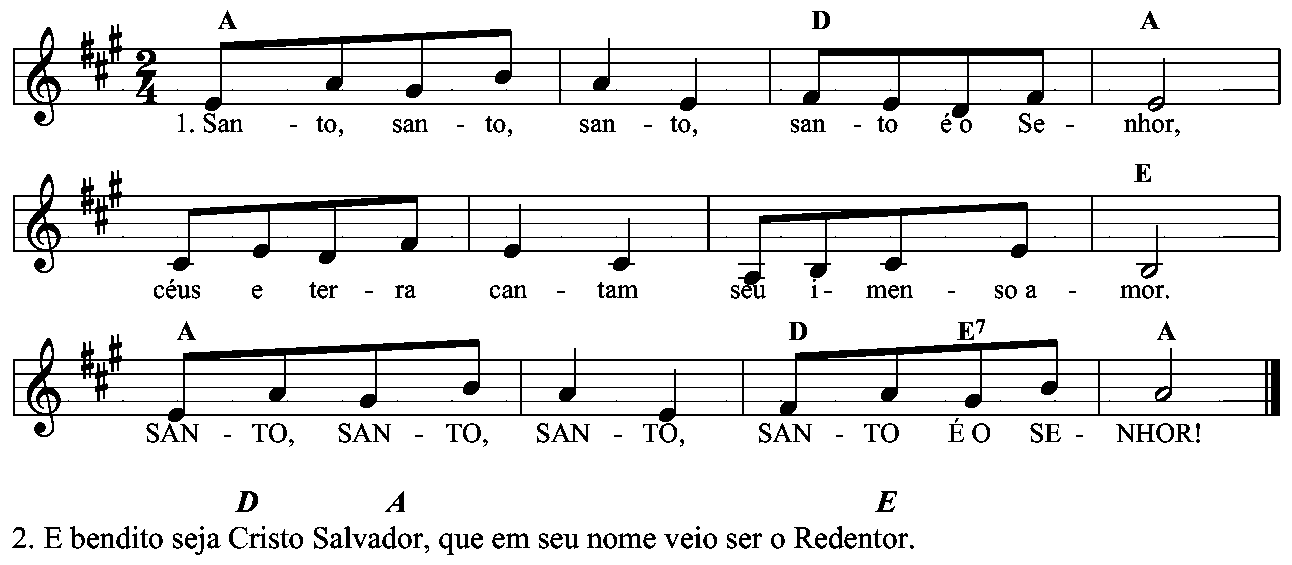 A D A
2
4
1. San - to, san - to, san - to, san - to é o Se - nhor,
E
céus e ter - ra can - tam seu i - men - so a - mor.
A D E7 A
SAN - TO, SAN - TO, SAN - TO, SAN - TO É O SE - NHOR!
D A E
2. E bendito seja Cristo Salvador, que em seu nome veio ser o Redentor.